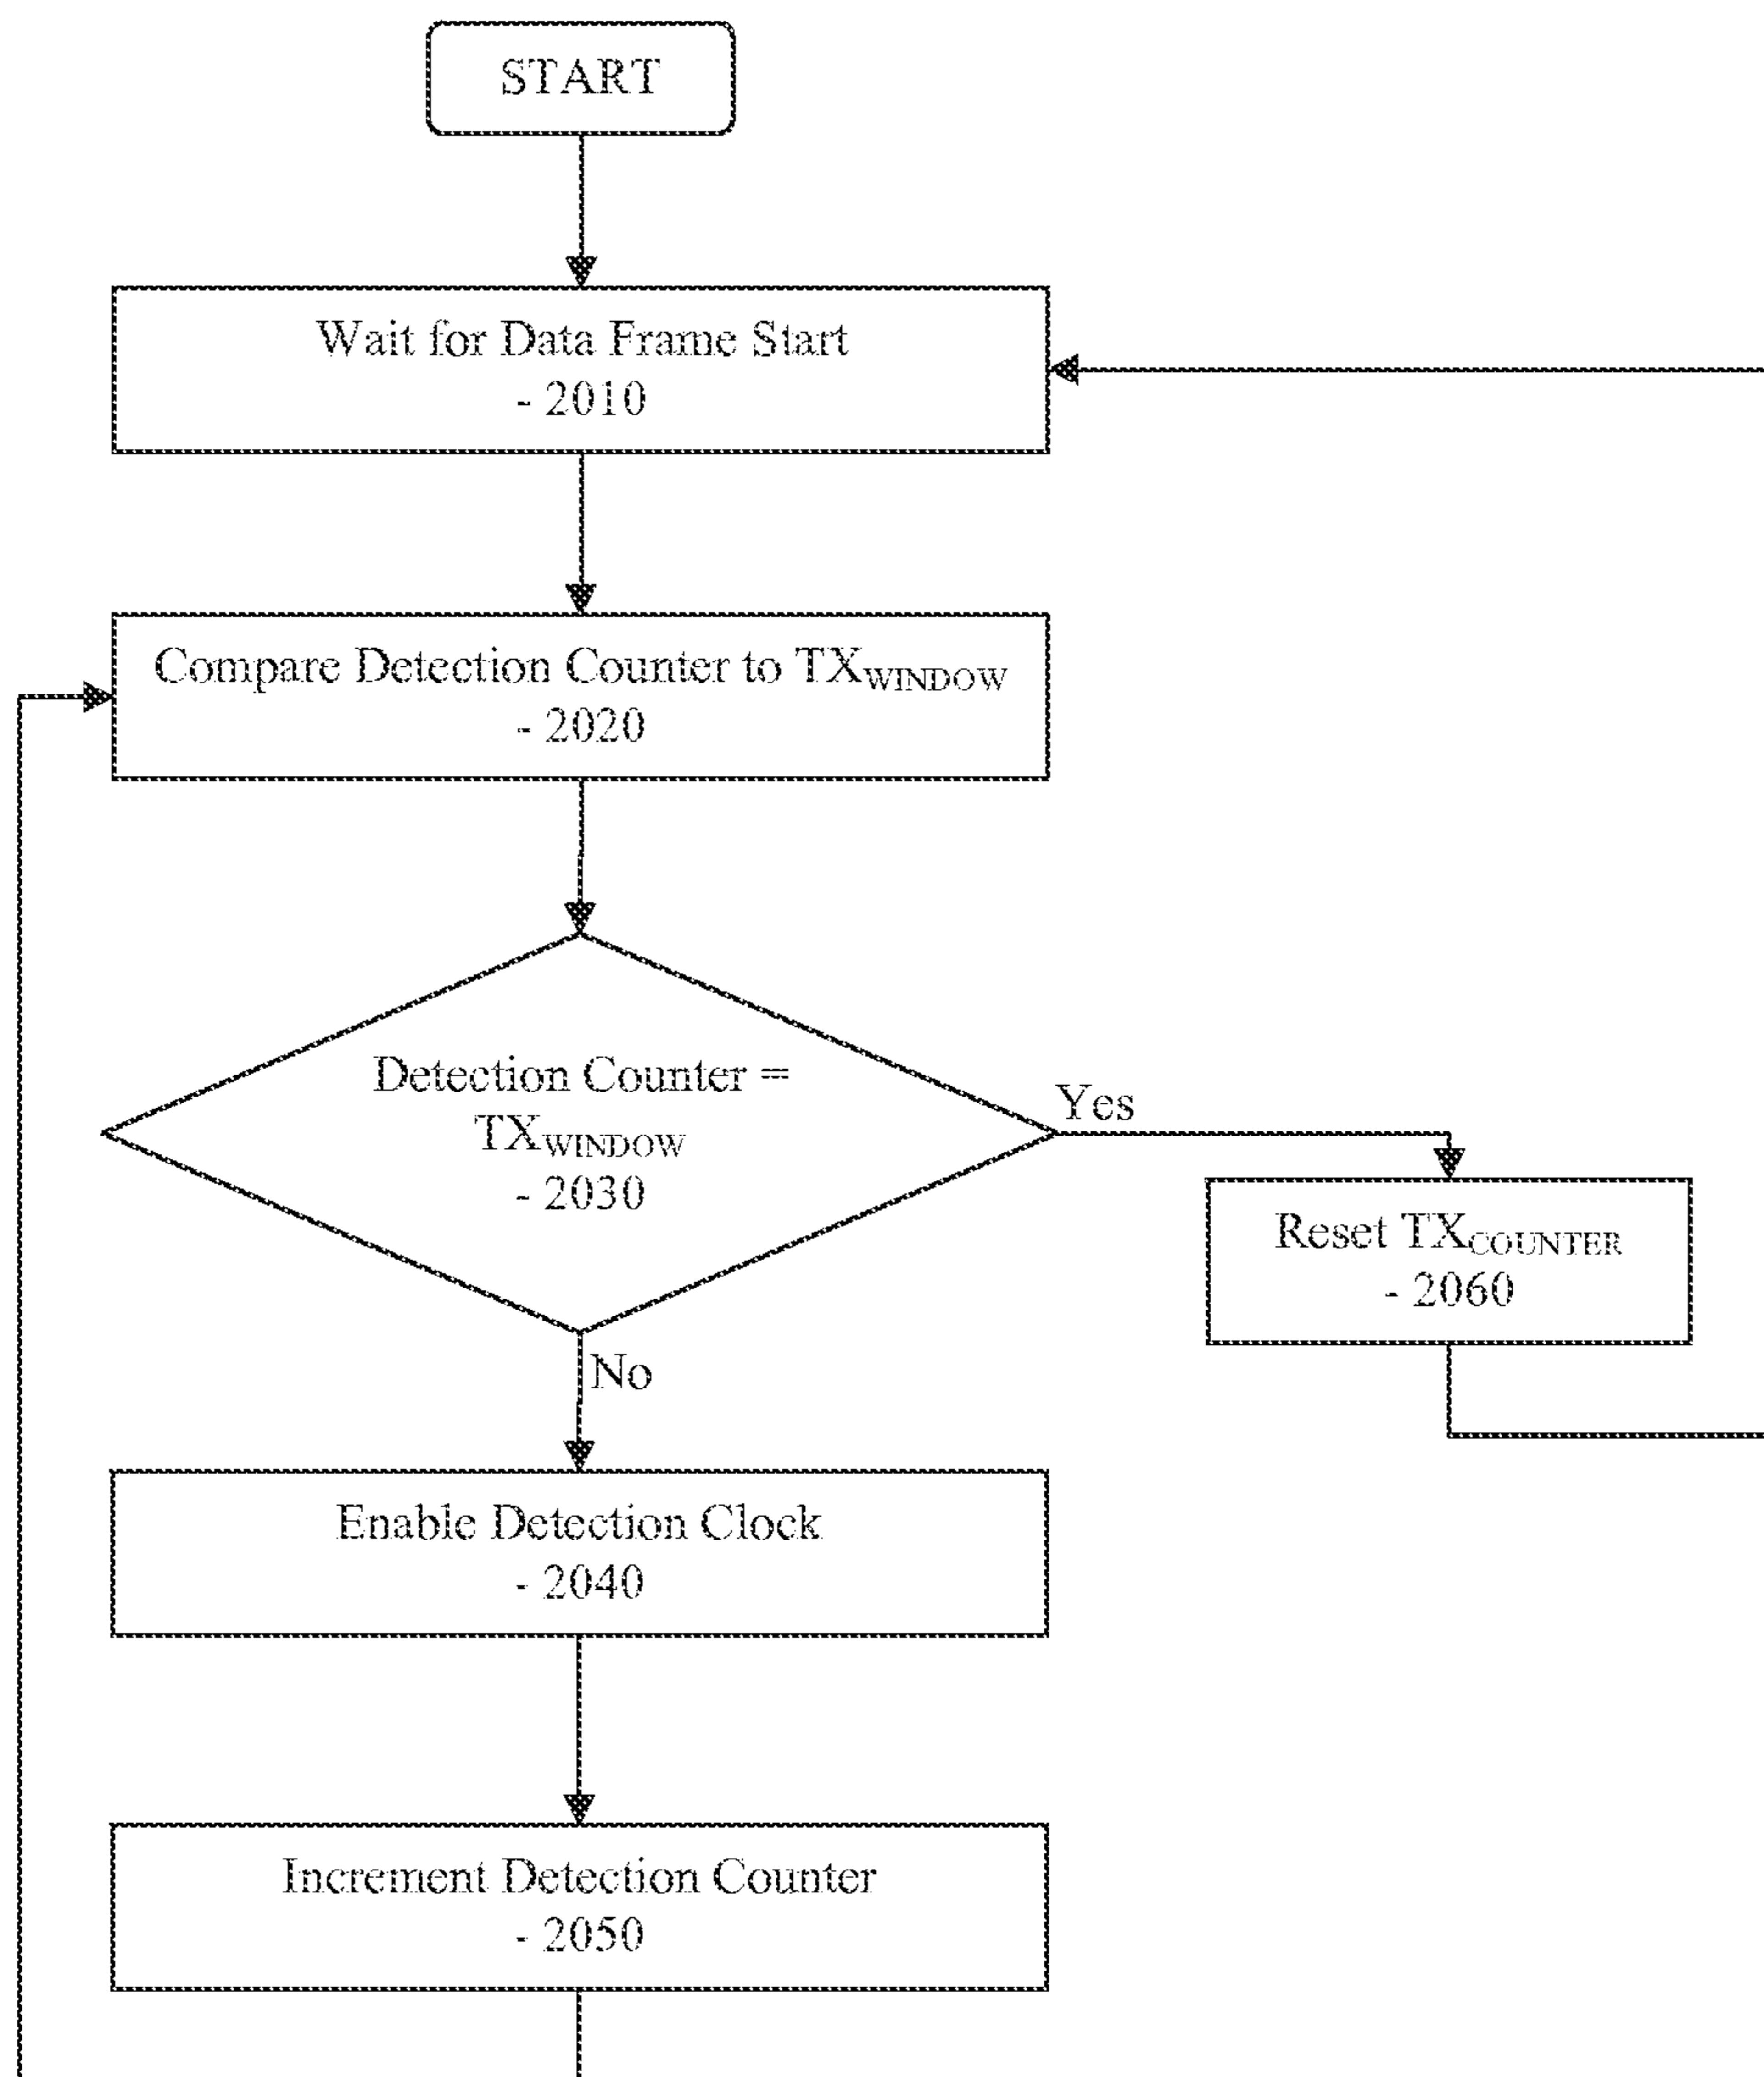 START
Wait for Data Frame Start
- 2010
Compare Detection Counter to TXWINDOW
- 2020
Detection Counter =
TXWINDOW
- 2030
Yes
Reset TXCOUNTER
- 2060
No
Enable Detection Clock
- 2040
Increment Detection Counter
- 2050